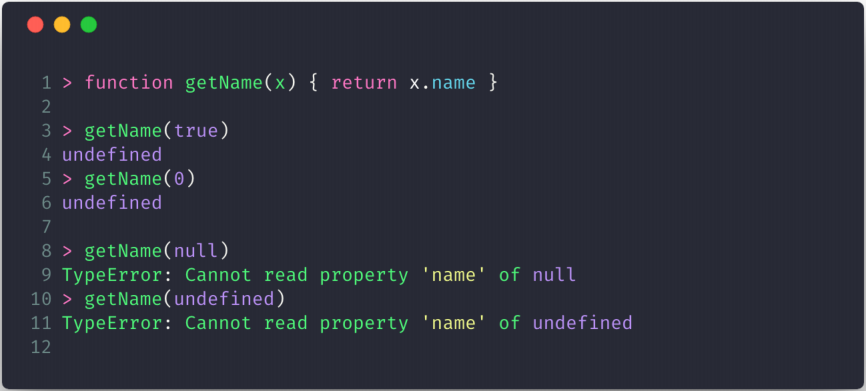 1 > function getName(x) { return x.name }
2
3 > getName(true)
4 undefined
5 > getName(0)
6 undefined
7
8 > getName(null)
9 TypeError: Cannot read property 'name' of null
10 > getName(undefined)
11 TypeError: Cannot read property 'name' of undefined
12